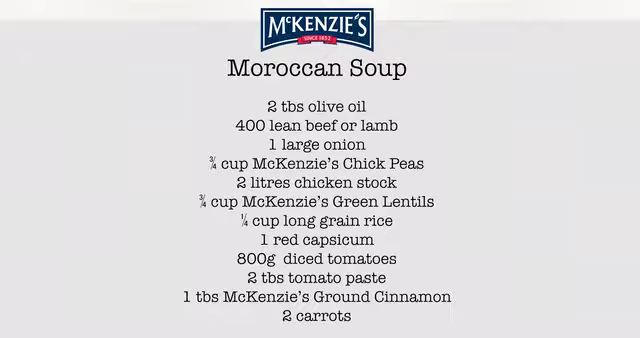 McKENZIE'S
SINCE 1852
Moroccan Soup
2 tbs olive oil
400 lean beef or lamb
1 large onion
¾ cup McKenzie's Chick Peas
2 litres chicken stock
¾ cup McKenzie's Green Lentils
¼ cup long grain rice
1 red capsicum
800g  diced tomatoes
2 tbs tomato paste
1 tbs McKenzie's Ground Cinnamon
2 carrots